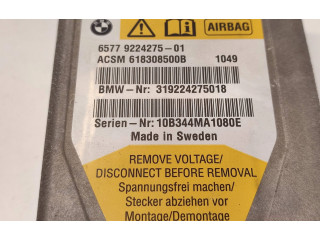 AIRBAG
6577 9224275-01
ACSM 618308500B 1049
BMW-Nr: 319224275018
Serien-Nr: 10B344MA1080E
Made in Sweden
REMOVE VOLTAGE/
DISCONNECT BEFORE REMOVAL
Spannungsfrei machen/
Stecker abziehen vor
Montage/Demontage